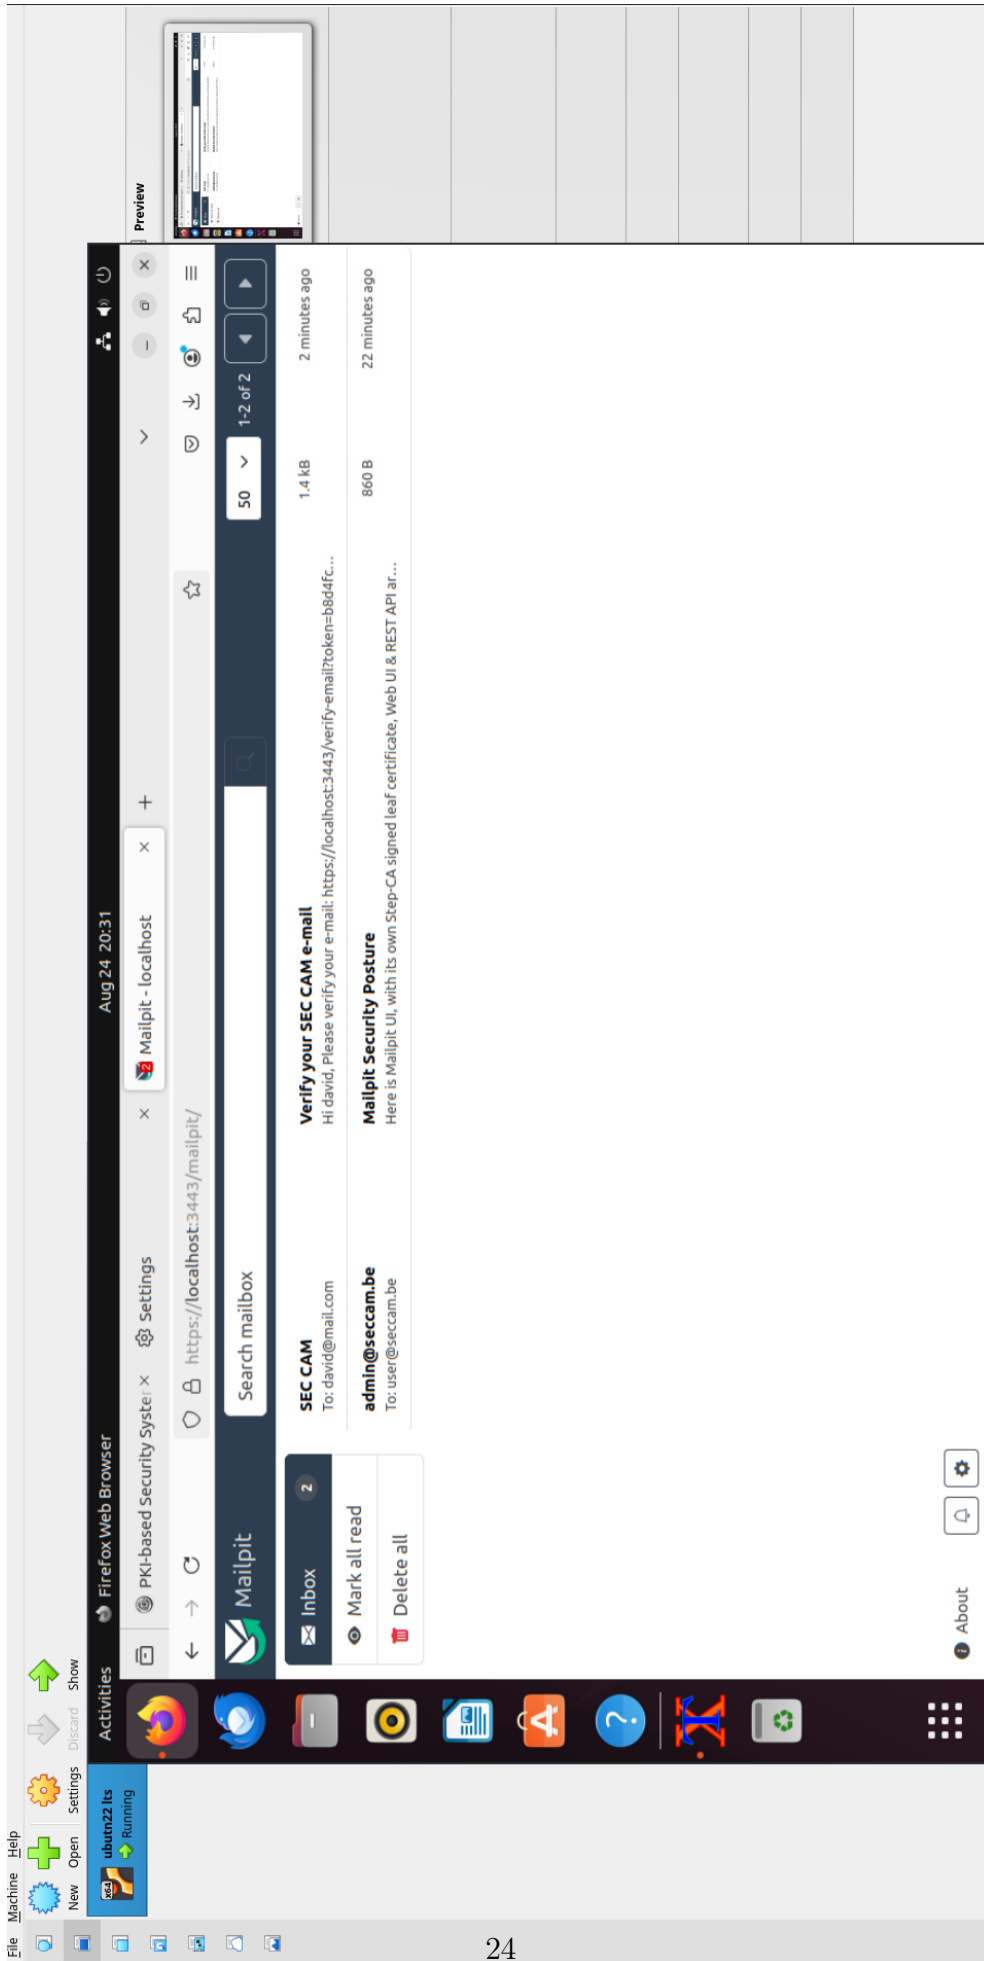 File Machine Help
New Open Settings Discard Show
ubutn22 lts
x64
Running
Preview
Activities Firefox Web Browser Aug 24 20:31
PKI-based Security Syster Settings 2 Mailpit - localhost
https://localhost:3443/mailpit/
Mailpit Search mailbox 50 1-2 of 2
Inbox 2
Mark all read
Delete all
SEC CAM Verify your SEC CAM e-mail 1.4 kB 2 minutes ago
To: david@mail.com Hi david, Please verify your e-mail: https://localhost:3443/verify-email?token=b8d4fc...
admin@seccam.be Mailpit Security Posture 860 B 22 minutes ago
To: user@seccam.be Here is Mailpit UI, with its own Step-CA signed leaf certificate, Web UI & REST API ar...
About
24